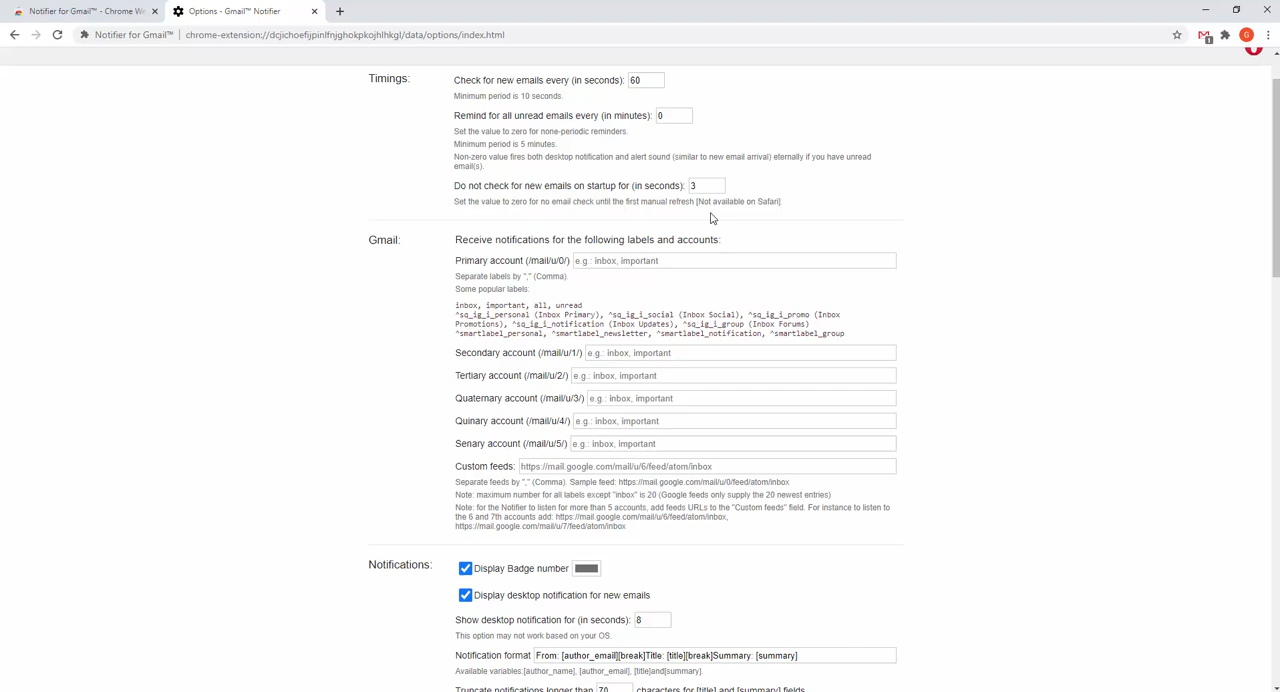 Notifier for Gmail™ - Chrome We
Options - Gmail™ Notifier
Notifier for Gmail™ | chrome-extension://dcjichoefijpinlfnjghokpkojhlhkgl/data/options/index.html
1
G
Timings:
Check for new emails every (in seconds): 60
Minimum period is 10 seconds.
Remind for all unread emails every (in minutes): 0
Set the value to zero for none-periodic reminders.
Minimum period is 5 minutes.
Non-zero value fires both desktop notification and alert sound (similar to new email arrival) eternally if you have unread
email(s).
Do not check for new emails on startup for (in seconds): 3
Set the value to zero for no email check until the first manual refresh [Not available on Safari].
Gmail:
Receive notifications for the following labels and accounts:
Primary account (/mail/u/0/) e.g.: inbox, important
Separate labels by "," (Comma).
Some popular labels:
inbox, important, all, unread
^sq_ig_i_personal (Inbox Primary), ^sq_ig_i_social (Inbox Social), ^sq_ig_i_promo (Inbox
Promotions), ^sq_ig_i_notification (Inbox Updates), ^sq_ig_i_group (Inbox Forums)
^smartlabel_personal, ^smartlabel_newsletter, ^smartlabel_notification, ^smartlabel_group
Secondary account (/mail/u/1/) e.g.: inbox, important
Tertiary account (/mail/u/2/) e.g.: inbox, important
Quaternary account (/mail/u/3/) e.g.: inbox, important
Quinary account (/mail/u/4/) e.g.: inbox, important
Senary account (/mail/u/5/) e.g.: inbox, important
Custom feeds: https://mail.google.com/mail/u/6/feed/atom/inbox
Separate feeds by "," (Comma). Sample feed: https://mail.google.com/mail/u/0/feed/atom/inbox
Note: maximum number for all labels except "inbox" is 20 (Google feeds only supply the 20 newest entries)
Note: for the Notifier to listen for more than 5 accounts, add feeds URLs to the "Custom feeds" field. For instance to listen to
the 6 and 7th accounts add: https://mail.google.com/mail/u/6/feed/atom/inbox,
https://mail.google.com/mail/u/7/feed/atom/inbox
Notifications:
Display Badge number
Display desktop notification for new emails
Show desktop notification for (in seconds): 8
This option may not work based on your OS.
Notification format From: [author_email][break]Title: [title][break]Summary: [summary]
Available variables:[author_name], [author_email], [title]and[summary].
Truncate notifications longer than 70 characters for [title] and [summary] fields